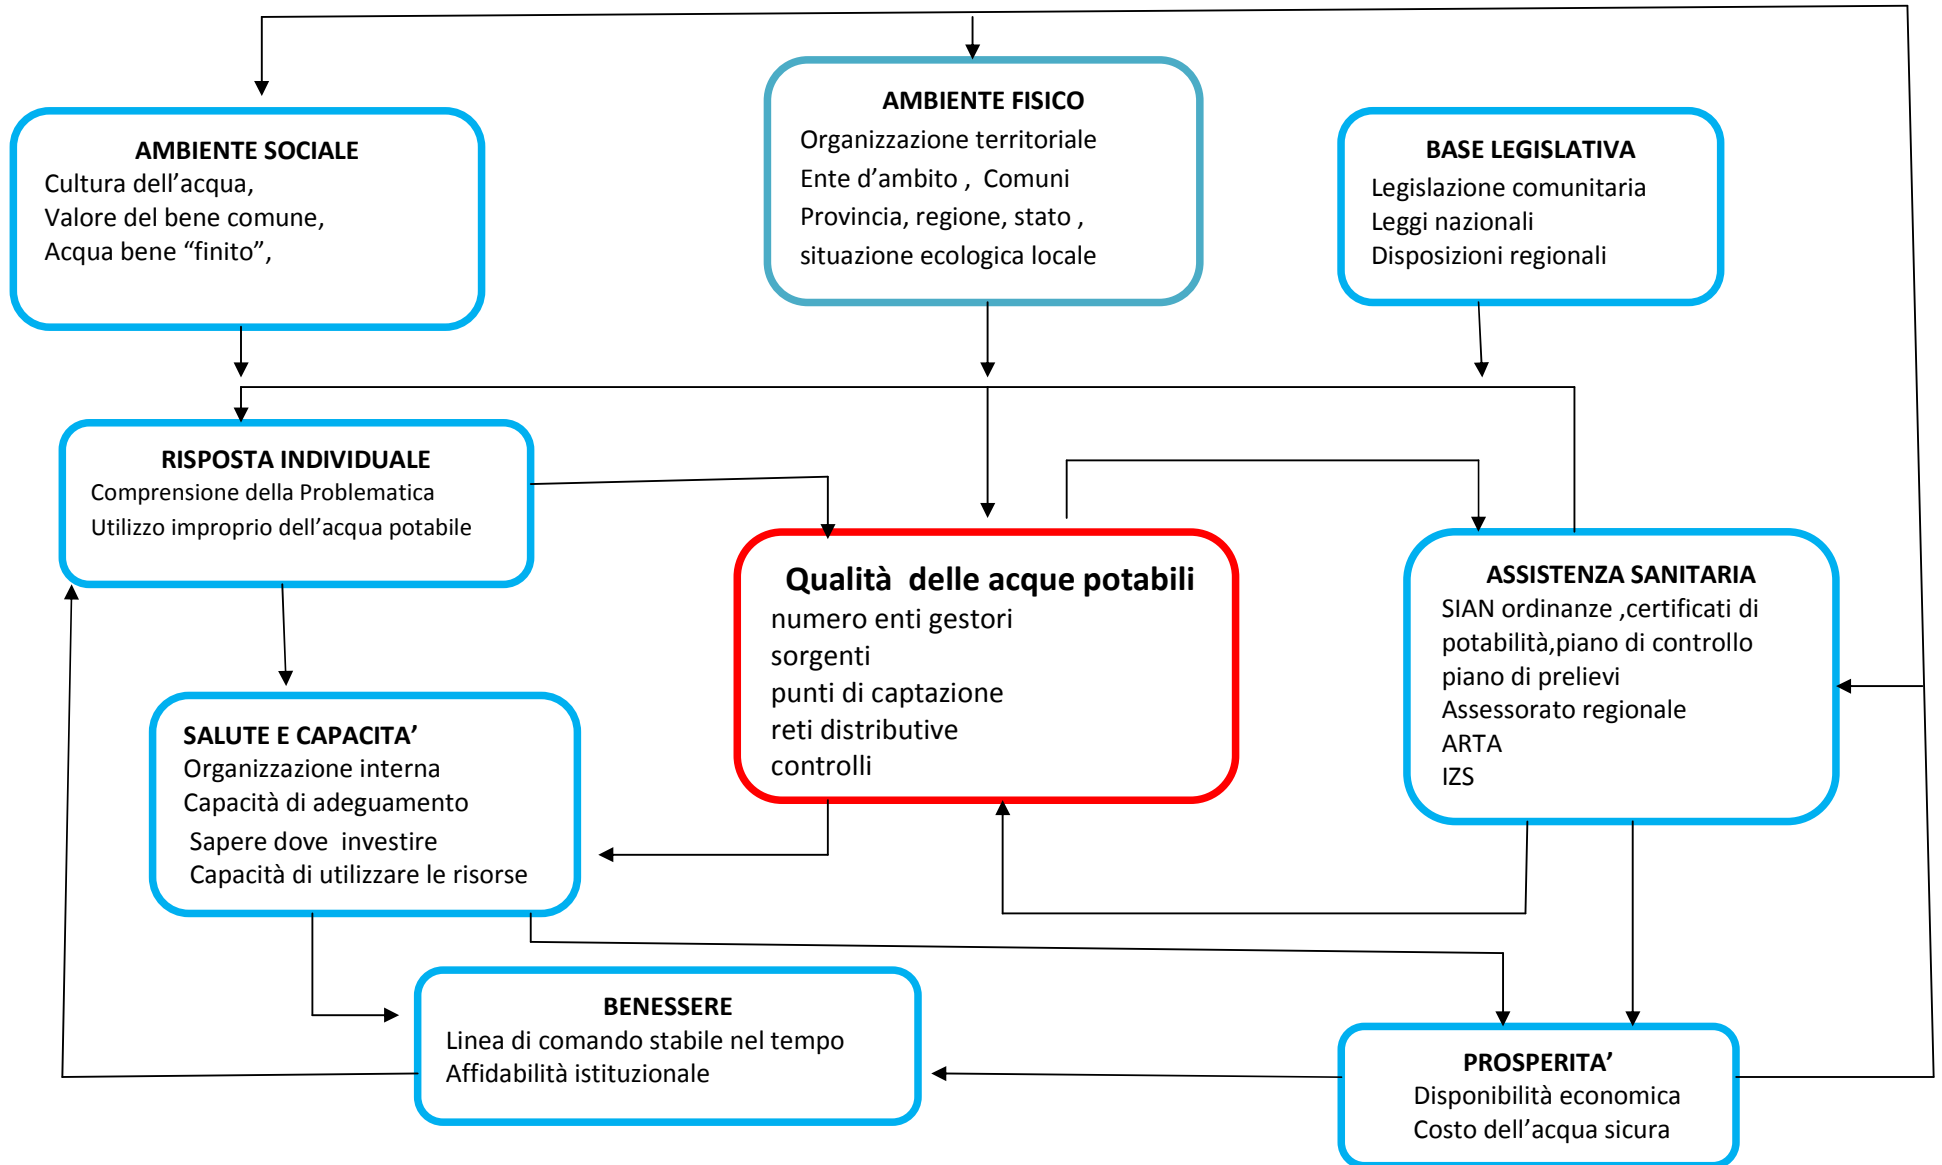 AMBIENTE SOCIALE
Cultura dell’acqua,
Valore del bene comune,
Acqua bene “finito”,
AMBIENTE FISICO
Organizzazione territoriale
Ente d’ambito , Comuni
Provincia, regione, stato ,
situazione ecologica locale
BASE LEGISLATIVA
Legislazione comunitaria
Leggi nazionali
Disposizioni regionali
RISPOSTA INDIVIDUALE
Comprensione della Problematica
Utilizzo improprio dell’acqua potabile
Qualità delle acque potabili
numero enti gestori
sorgenti
punti di captazione
reti distributive
controlli
ASSISTENZA SANITARIA
SIAN ordinanze ,certificati di
potabilità,piano di controllo
piano di prelievi
Assessorato regionale
ARTA
IZS
SALUTE E CAPACITA’
Organizzazione interna
Capacità di adeguamento
Sapere dove investire
Capacità di utilizzare le risorse
BENESSERE
Linea di comando stabile nel tempo
Affidabilità istituzionale
PROSPERITA’
Disponibilità economica
Costo dell’acqua sicura